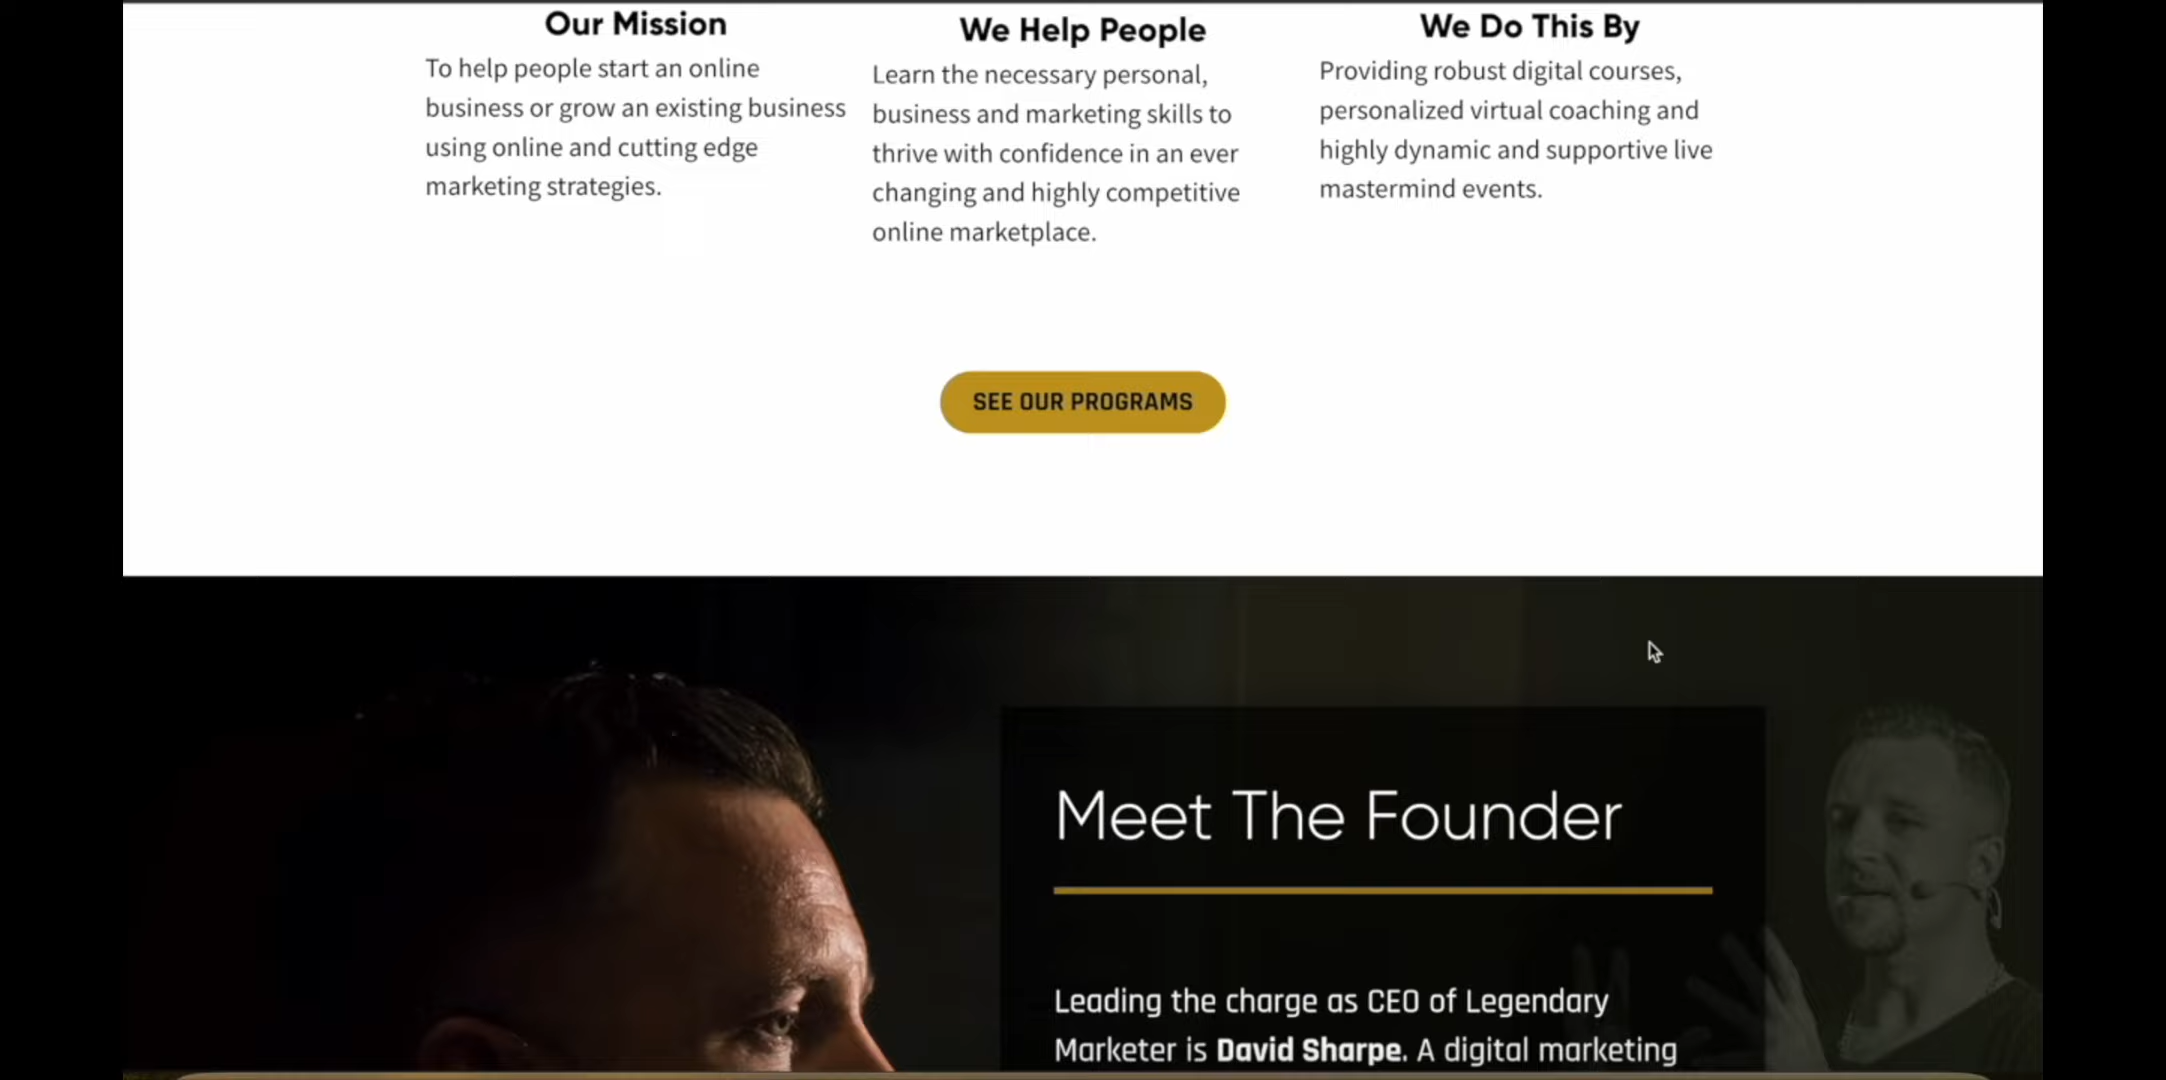 Our Mission
To help people start an online
business or grow an existing business
using online and cutting edge
marketing strategies.
We Help People
Learn the necessary personal,
business and marketing skills to
thrive with confidence in an ever
changing and highly competitive
online marketplace.
We Do This By
Providing robust digital courses,
personalized virtual coaching and
highly dynamic and supportive live
mastermind events.
SEE OUR PROGRAMS
Meet The Founder
Leading the charge as CEO of Legendary
Marketer is David Sharpe. A digital marketing